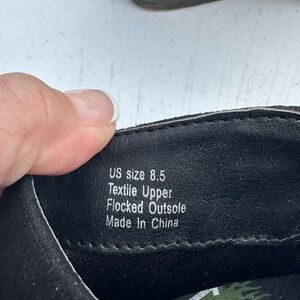 US size 8.5
Textile Upper
Flocked Outsole
Made In China